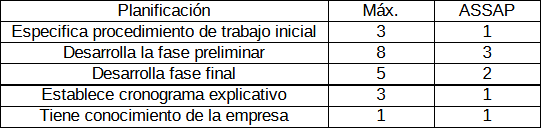 Planificación Máx. ASSAP
Especifica procedimiento de trabajo inicial 3 1
Desarrolla la fase preliminar 8 3
Desarrolla fase final 5 2
Establece cronograma explicativo 3 1
Tiene conocimiento de la empresa 1 1